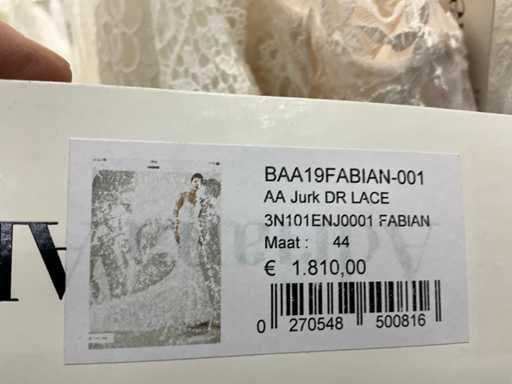 BAA19FABIAN-001
AA Jurk DR LACE
3N101ENJ0001 FABIAN
Maat : 44
€ 1.810,00
0 270548 500816